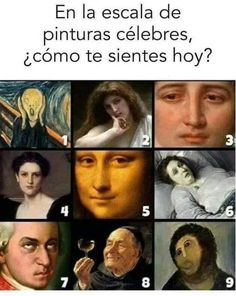 En la escala de
pinturas célebres,
¿cómo te sientes hoy?
1 2 3
4 5 6
7 8 9